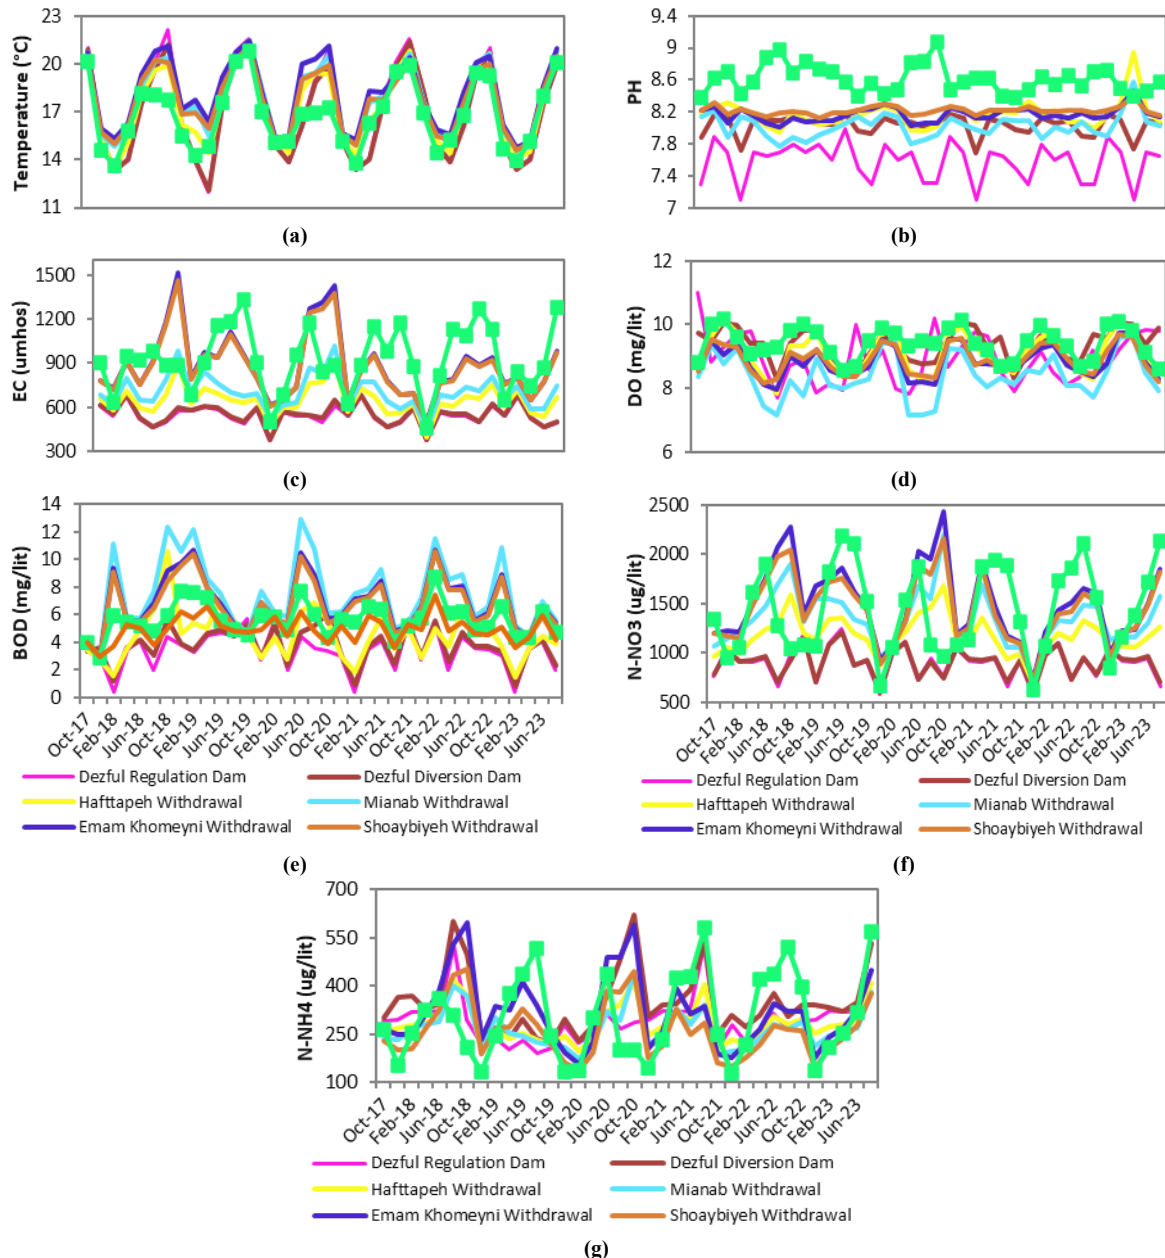 23
20
17
14
11
Temperature (°C)
(a)
9.4
9
8.6
8.2
7.8
7.4
7
PH
(b)
1500
1200
900
600
300
EC (umhos)
(c)
12
10
8
6
DO (mg/lit)
(d)
14
12
10
8
6
4
2
0
BOD (mg/lit)
Oct-17 Feb-18 Jun-18 Oct-18 Feb-19 Jun-19 Oct-19 Feb-20 Jun-20 Oct-20 Feb-21 Jun-21 Oct-21 Feb-22 Jun-22 Oct-22 Feb-23 Jun-23
Dezful Regulation Dam Dezful Diversion Dam
Hafttapeh Withdrawal Mianab Withdrawal
Emam Khomeyni Withdrawal Shoaybiyeh Withdrawal
(e)
2500
2000
1500
1000
500
N-NO3 (ug/lit)
Oct-17 Feb-18 Jun-18 Oct-18 Feb-19 Jun-19 Oct-19 Feb-20 Jun-20 Oct-20 Feb-21 Jun-21 Oct-21 Feb-22 Jun-22 Oct-22 Feb-23 Jun-23
Dezful Regulation Dam Dezful Diversion Dam
Hafttapeh Withdrawal Mianab Withdrawal
Emam Khomeyni Withdrawal Shoaybiyeh Withdrawal
(f)
700
550
400
250
100
N-NH4 (ug/lit)
Oct-17 Feb-18 Jun-18 Oct-18 Feb-19 Jun-19 Oct-19 Feb-20 Jun-20 Oct-20 Feb-21 Jun-21 Oct-21 Feb-22 Jun-22 Oct-22 Feb-23 Jun-23
Dezful Regulation Dam Dezful Diversion Dam
Hafttapeh Withdrawal Mianab Withdrawal
Emam Khomeyni Withdrawal Shoaybiyeh Withdrawal
(g)